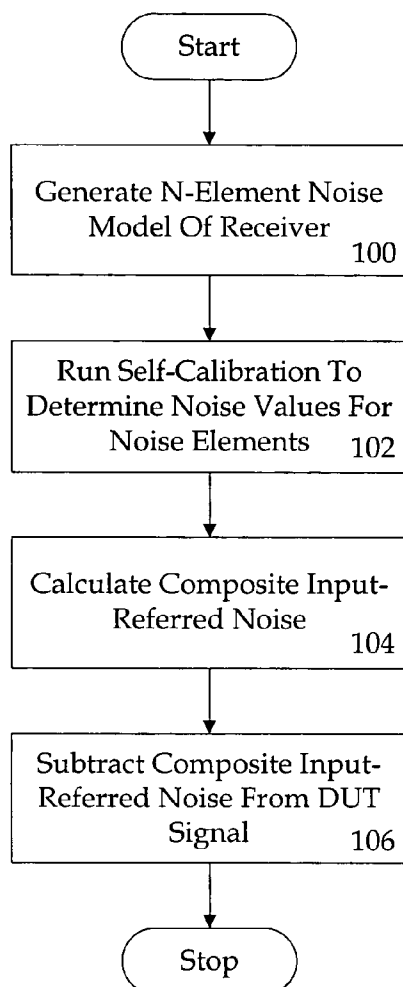 Start
Generate N-Element Noise
Model Of Receiver
100
Run Self-Calibration To
Determine Noise Values For
Noise Elements
102
Calculate Composite Input-
Referred Noise
104
Subtract Composite Input-
Referred Noise From DUT
Signal
106
Stop